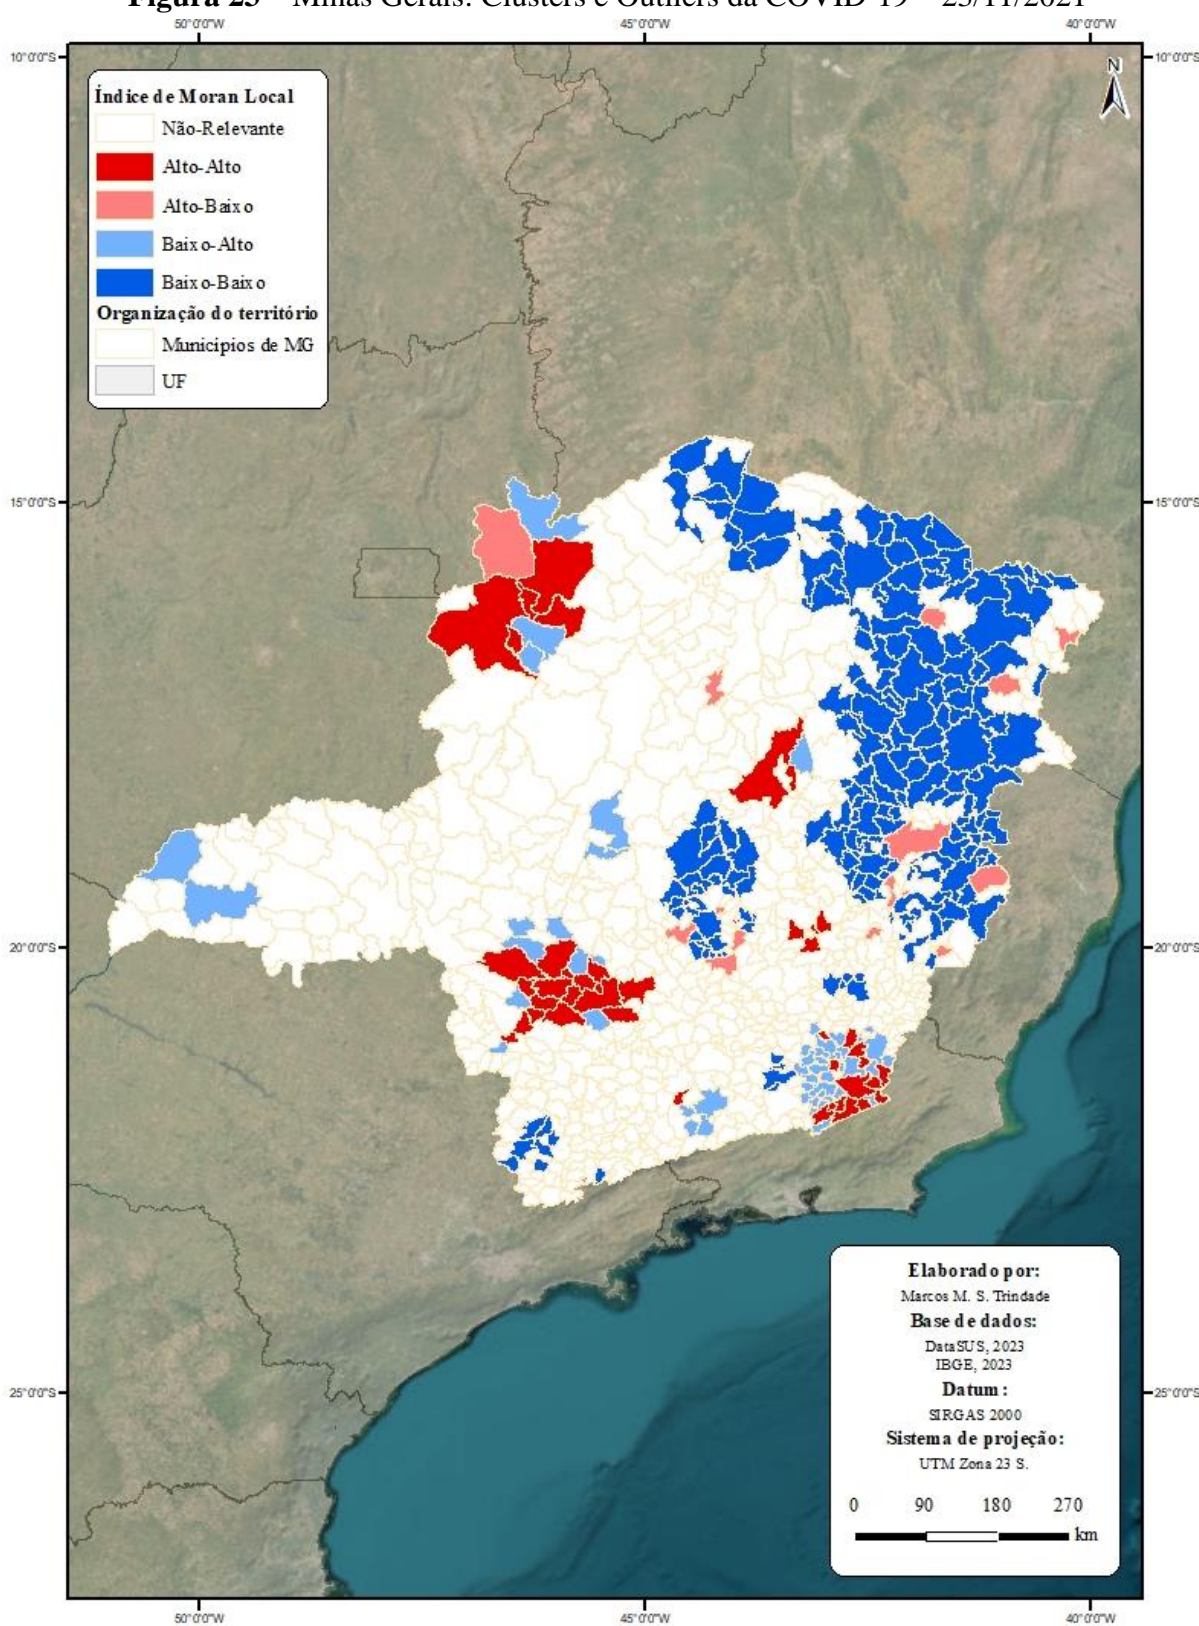 Figura 25 – Minas Gerais: Clusters e Outliers da COVID-19 – 23/11/2021
50°0'0"W 45°0'0"W 40°0'0"W
10°0'0"S 10°0'0"S
N
Índice de Moran Local
Não-Relevante
Alto-Alto
Alto-Baixo
Baixo-Alto
Baixo-Baixo
Organização do território
Municípios de MG
UF
15°0'0"S 15°0'0"S
20°0'0"S 20°0'0"S
Elaborado por:
Marcos M. S. Trindade
Base de dados:
DataSUS, 2023
IBGE, 2023
Datum :
SIRGAS 2000
Sistema de projeção:
UTM Zona 23 S.
0 90 180 270
km
25°0'0"S 25°0'0"S
50°0'0"W 45°0'0"W 40°0'0"W